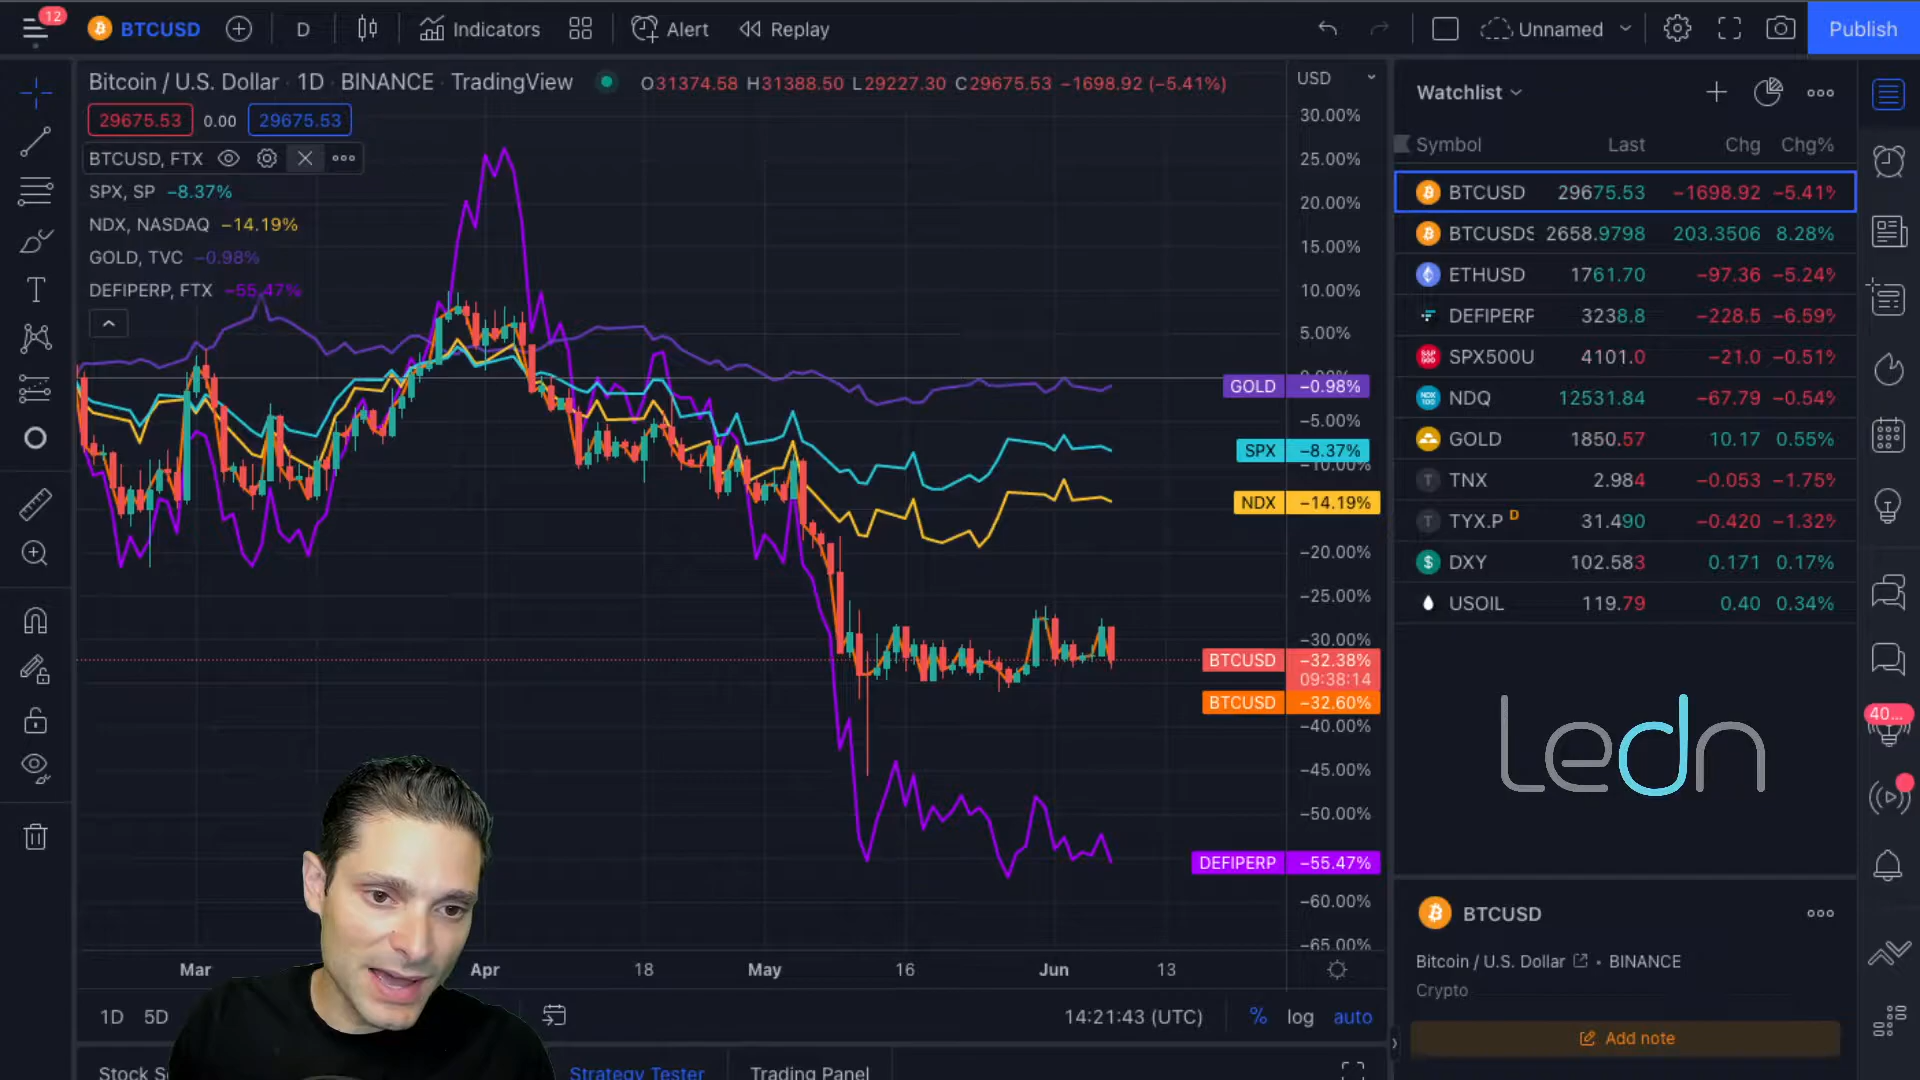 12
BTCUSD
D
Indicators
Alert
Replay
Unnamed
Publish
Bitcoin / U.S. Dollar · 1D · BINANCE · TradingView
O31374.58 H31388.50 L29227.30 C29675.53 −1698.92 (−5.41%)
USD
29675.53 0.00 29675.53
BTCUSD, FTX
SPX, SP −8.37%
NDX, NASDAQ −14.19%
GOLD, TVC −0.98%
DEFIPERP, FTX −55.47%
30.00%
25.00%
20.00%
15.00%
10.00%
5.00%
0.00%
GOLD −0.98%
−5.00%
SPX −8.37%
−10.00%
NDX −14.19%
−20.00%
−25.00%
−30.00%
BTCUSD −32.38%
09:38:14
BTCUSD −32.60%
−40.00%
−45.00%
−50.00%
DEFIPERP −55.47%
−60.00%
−65.00%
Mar Apr 18 May 16 Jun 13
1D 5D
14:21:43 (UTC) % log auto
Stock S
Strategy Tester
Trading Panel
Watchlist
Symbol Last Chg Chg%
BTCUSD 29675.53 −1698.92 −5.41%
BTCUSDS 2658.9798 203.3506 8.28%
ETHUSD 1761.70 −97.36 −5.24%
DEFIPERP 3238.8 −228.5 −6.59%
SPX500U 4101.0 −21.0 −0.51%
NDQ 12531.84 −67.79 −0.54%
GOLD 1850.57 10.17 0.55%
TNX 2.984 −0.053 −1.75%
TYX.P D 31.490 −0.420 −1.32%
DXY 102.583 0.171 0.17%
USOIL 119.79 0.40 0.34%
ledn
40...
BTCUSD
Bitcoin / U.S. Dollar • BINANCE
Crypto
Add note